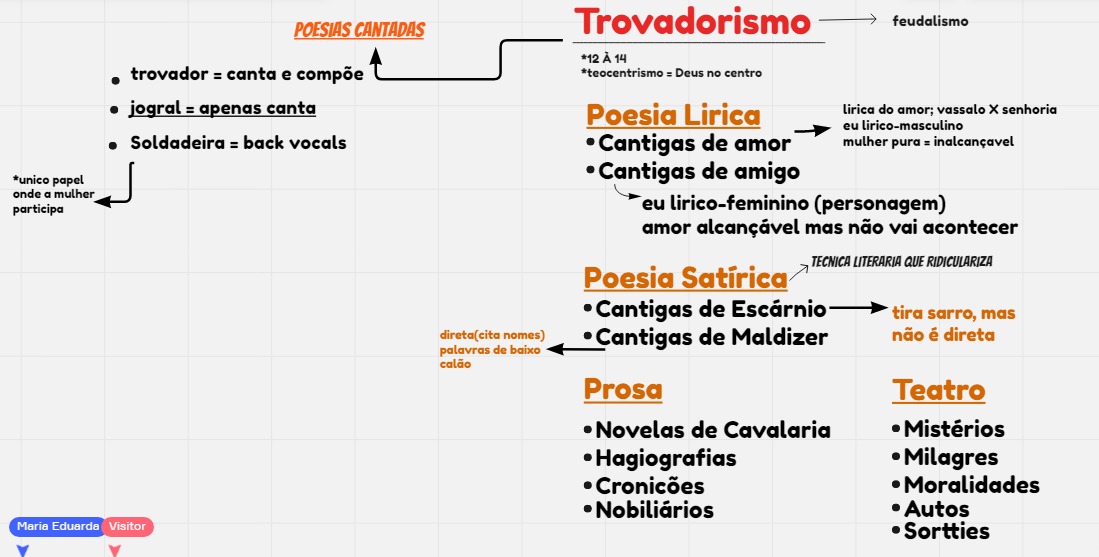 Trovadorismo
feudalismo
*12 À 14
*teocentrismo = Deus no centro
POESIAS CANTADAS
trovador = canta e compõe
jogral = apenas canta
Soldadeira = back vocals
*unico papel
onde a mulher
participa
Poesia Lirica
Cantigas de amor
Cantigas de amigo
lirica do amor; vassalo X senhoria
eu lirico-masculino
mulher pura = inalcançavel
eu lirico-feminino (personagem)
amor alcançável mas não vai acontecer
Poesia Satírica
TECNICA LITERARIA QUE RIDICULARIZA
Cantigas de Escárnio
Cantigas de Maldizer
tira sarro, mas
não é direta
direta(cita nomes)
palavras de baixo
calão
Prosa
Novelas de Cavalaria
Hagiografias
Cronicões
Nobiliários
Teatro
Mistérios
Milagres
Moralidades
Autos
Sortties
Maria Eduarda
Visitor